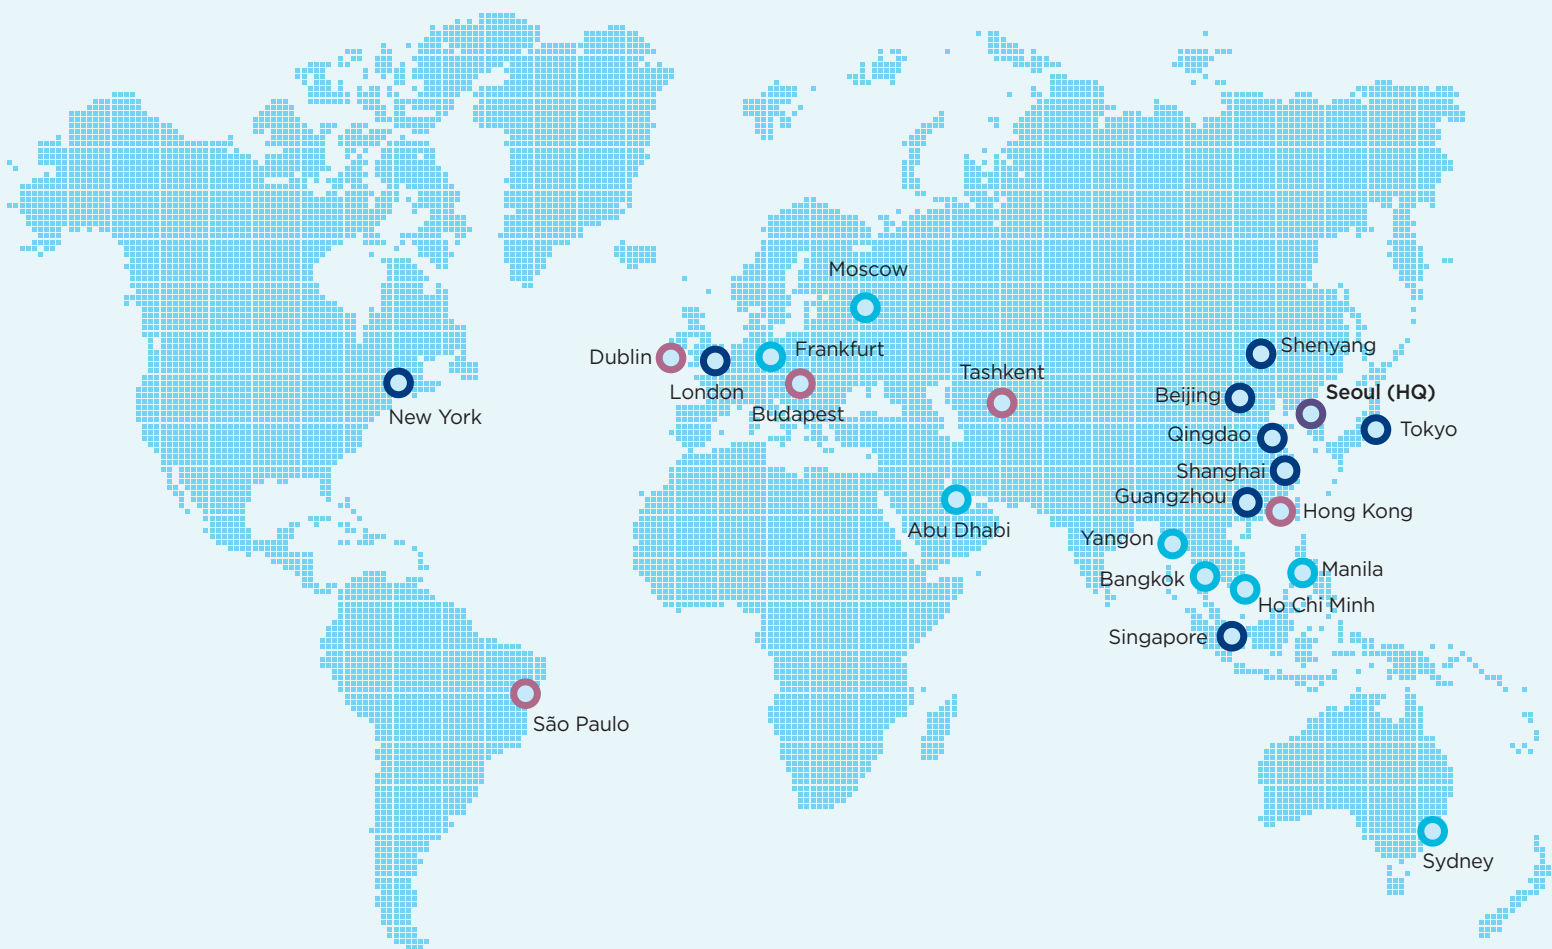 Moscow
Dublin
Frankfurt
London
Budapest
New York
Tashkent
Shenyang
Beijing
Seoul (HQ)
Tokyo
Qingdao
Shanghai
Guangzhou
Hong Kong
Abu Dhabi
Yangon
Bangkok
Manila
Ho Chi Minh
Singapore
São Paulo
Sydney